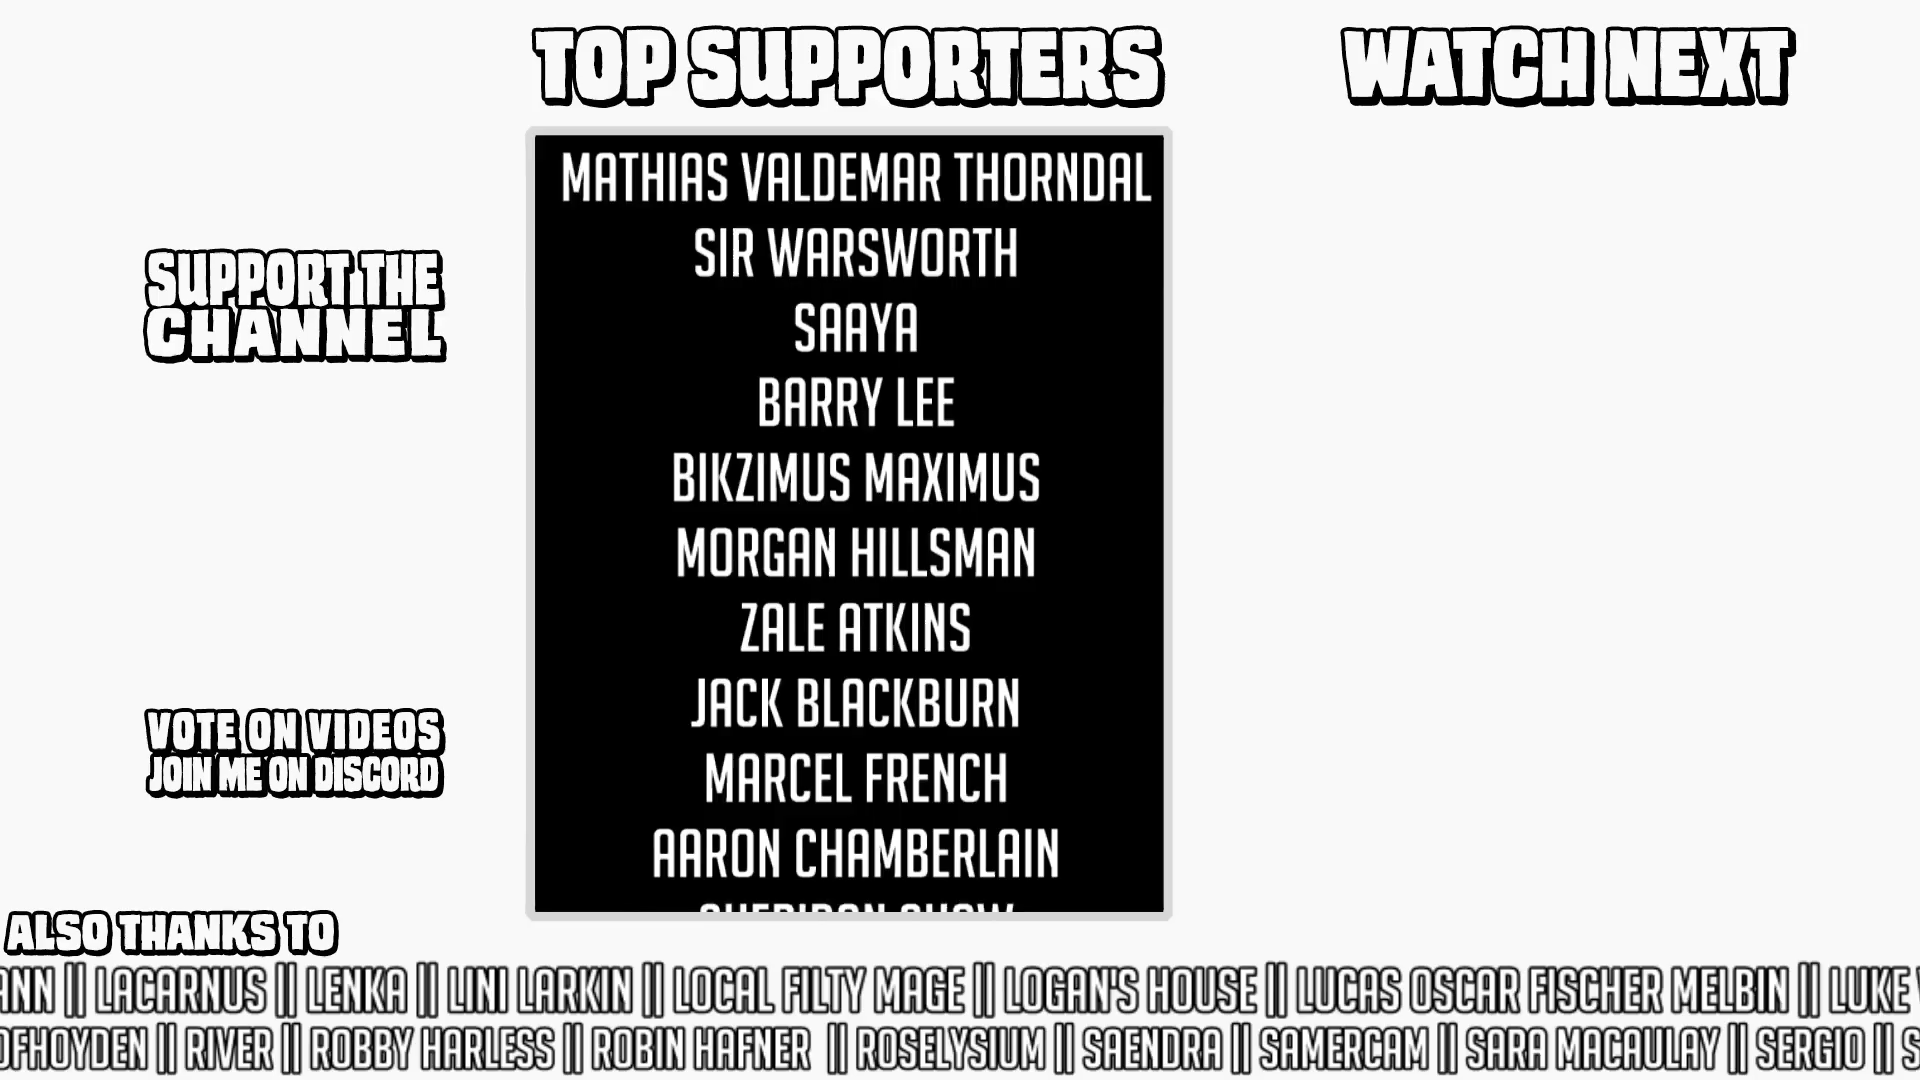 TOP SUPPORTERS
WATCH NEXT
MATHIAS VALDEMAR THORNDAL
SIR WARSWORTH
SAAYA
BARRY LEE
BIKZIMUS MAXIMUS
MORGAN HILLSMAN
ZALE ATKINS
JACK BLACKBURN
MARCEL FRENCH
AARON CHAMBERLAIN
SUPPORT THE
CHANNEL
VOTE ON VIDEOS
JOIN ME ON DISCORD
ALSO THANKS TO
ANN || LACARNUS || LENKA || LINI LARKIN || LOCAL FILTY MAGE || LOGAN'S HOUSE || LUCAS OSCAR FISCHER MELBIN || LUKE
OFHOYDEN || RIVER || ROBBY HARLESS || ROBIN HAFNER || ROSELYSIUM || SAENDRA || SAMERCAM || SARA MACAULAY || SERGIO || S